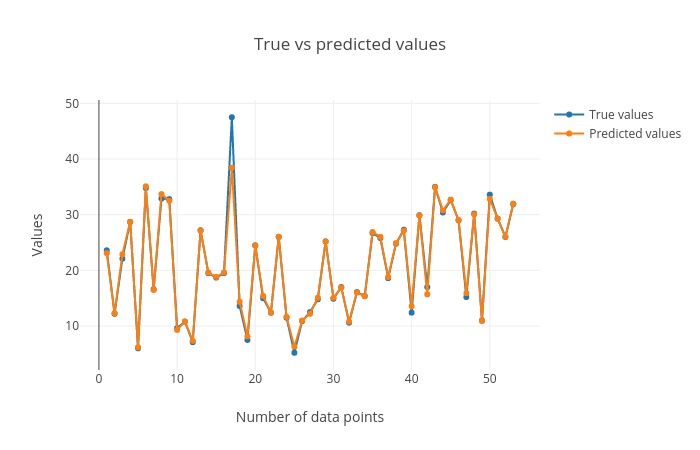 True vs predicted values
50
40
30
20
10
0
10
20
30
40
50
Values
Number of data points
True values
Predicted values